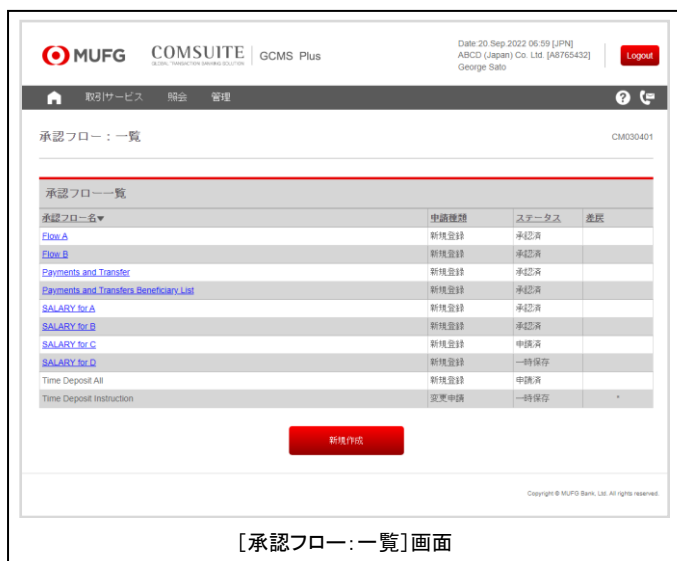 MUFG COMSUITE GCMS Plus
GLOBAL TRANSACTION BANKING SOLUTION
Date:20.Sep.2022 06:59 [JPN]
ABCD (Japan) Co. Ltd. [A8765432]
George Sato
Logout
取引サービス 照会 管理
承認フロー：一覧 CM030401
承認フロー一覧
承認フロー名▼ 申請種類 ステータス 差戻
Flow A 新規登録 承認済
Flow B 新規登録 承認済
Payments and Transfer 新規登録 承認済
Payments and Transfers Beneficiary List 新規登録 承認済
SALARY for A 新規登録 承認済
SALARY for B 新規登録 承認済
SALARY for C 新規登録 申請済
SALARY for D 新規登録 一時保存
Time Deposit All 新規登録 申請済
Time Deposit Instruction 変更申請 一時保存 *
新規作成
Copyright © MUFG Bank, Ltd. All rights reserved.
[承認フロー：一覧]画面